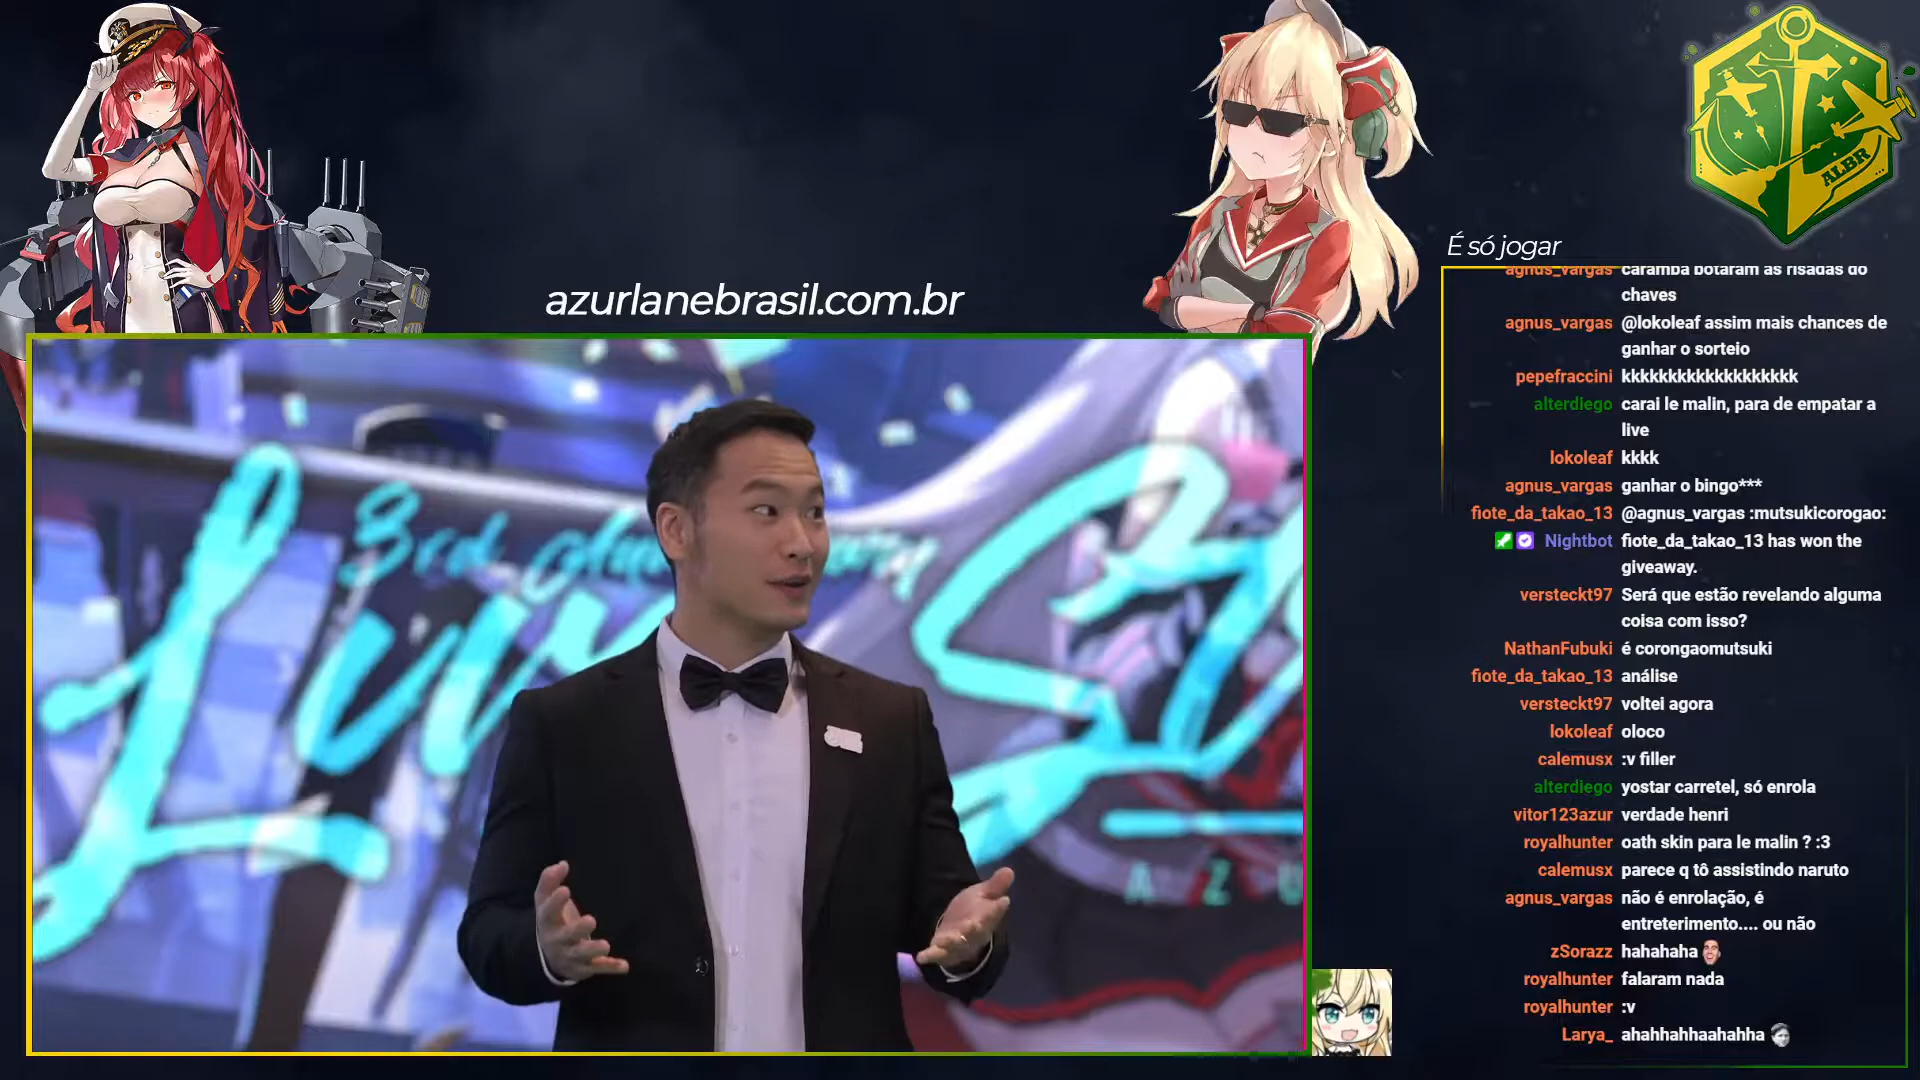 ALBR
É só jogar
azurlanebrasil.com.br
3rd
Live
A Z U
agnus_vargas caramba botaram as risadas do
chaves
agnus_vargas @lokoleaf assim mais chances de
ganhar o sorteio
pepefraccini kkkkkkkkkkkkkkkkkkk
alterdiego carai le malin, para de empatar a
live
lokoleaf kkkk
agnus_vargas ganhar o bingo***
fiote_da_takao_13 @agnus_vargas :mutsukicorogao:
Nightbot fiote_da_takao_13 has won the
giveaway.
versteckt97 Será que estão revelando alguma
coisa com isso?
NathanFubuki é corongaomutsuki
fiote_da_takao_13 análise
versteckt97 voltei agora
lokoleaf oloco
calemusx :v filler
alterdiego yostar carretel, só enrola
vitor123azur verdade henri
royalhunter oath skin para le malin ? :3
calemusx parece q tô assistindo naruto
agnus_vargas não é enrolação, é
entreterimento.... ou não
zSorazz hahahaha
royalhunter falaram nada
royalhunter :v
Larya_ ahahhahhaahahha